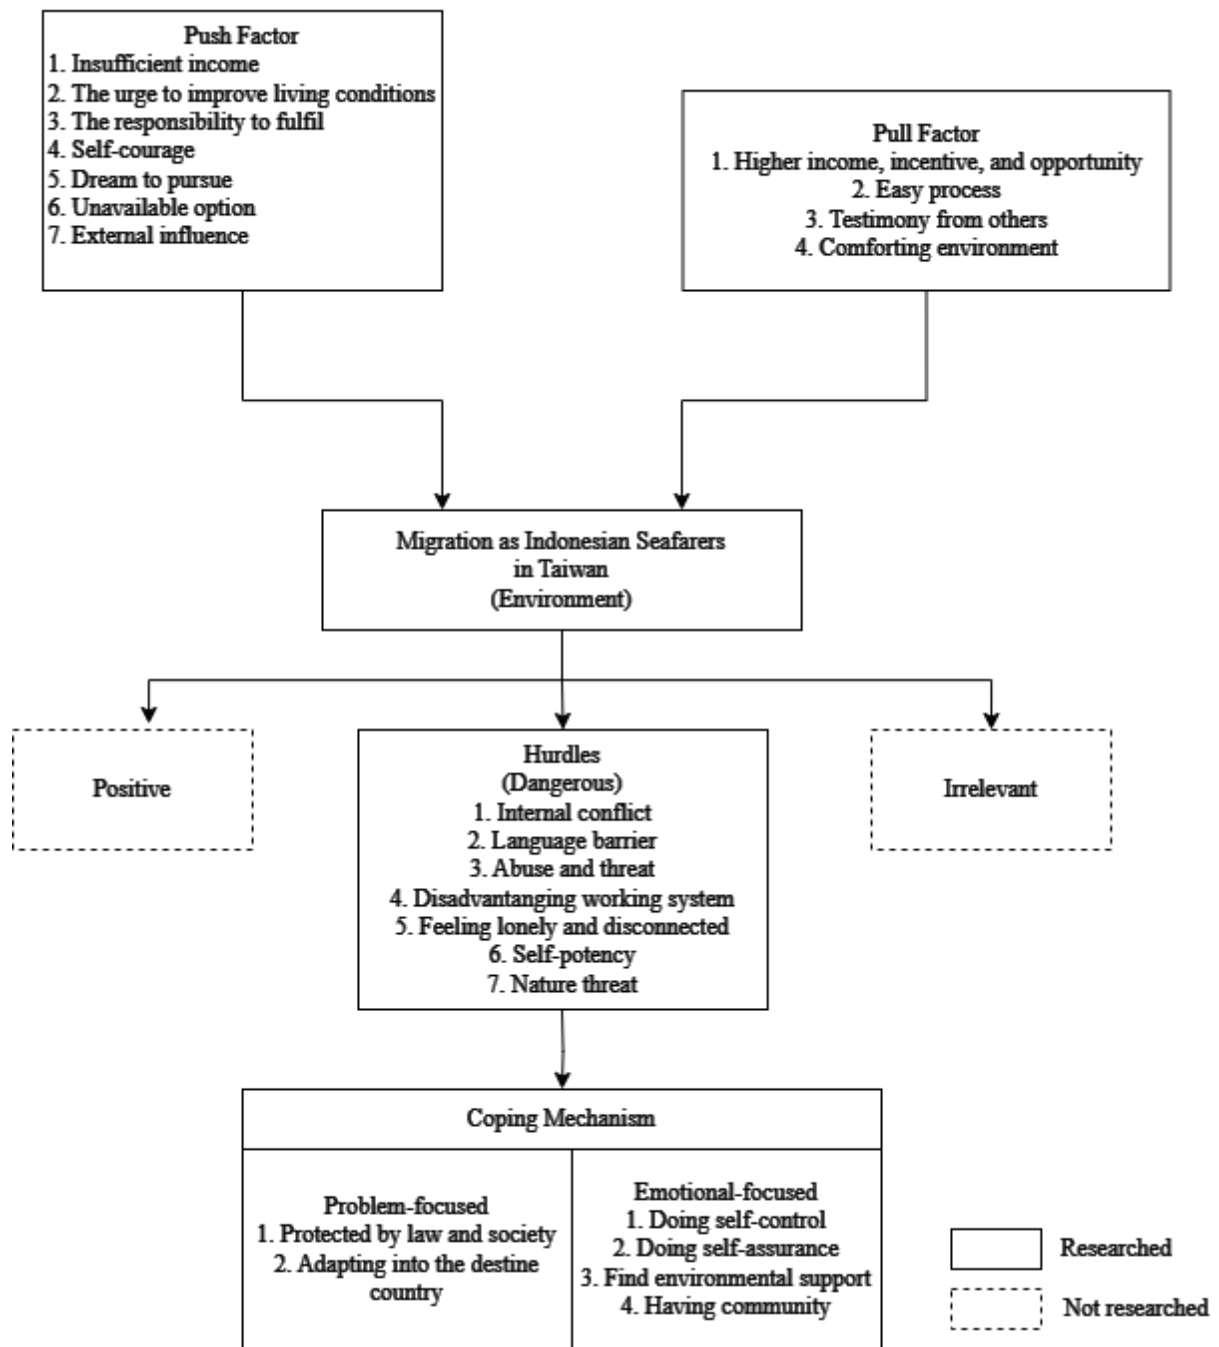 Push Factor
1. Insufficient income
2. The urge to improve living conditions
3. The responsibility to fulfil
4. Self-courage
5. Dream to pursue
6. Unavailable option
7. External influence
Pull Factor
1. Higher income, incentive, and opportunity
2. Easy process
3. Testimony from others
4. Comforting environment
Migration as Indonesian Seafarers
in Taiwan
(Environment)
Positive
Hurdles
(Dangerous)
1. Internal conflict
2. Language barrier
3. Abuse and threat
4. Disadvantanging working system
5. Feeling lonely and disconnected
6. Self-potency
7. Nature threat
Irrelevant
Coping Mechanism
Problem-focused
1. Protected by law and society
2. Adapting into the destine
country
Emotional-focused
1. Doing self-control
2. Doing self-assurance
3. Find environmental support
4. Having community
Researched
Not researched